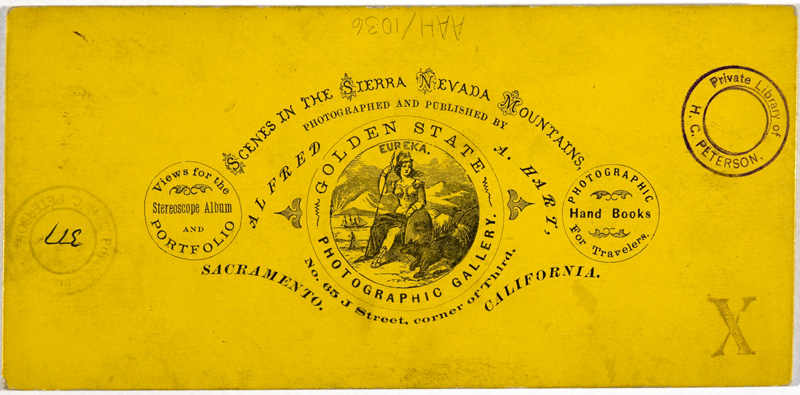 AAH/1036
SCENES IN THE SIERRA NEVADA MOUNTAINS,
PHOTOGRAPHED AND PUBLISHED BY
ALFRED A. HART,
GOLDEN STATE
EUREKA.
PHOTOGRAPHIC GALLERY.
No. 65 J Street, corner of Third.
SACRAMENTO. CALIFORNIA.
Views for the
Stereoscope Album
AND
PORTFOLIO
PHOTOGRAPHIC
Hand Books
For Travelers.
Private Library of
H. C. PETERSON.
377
X